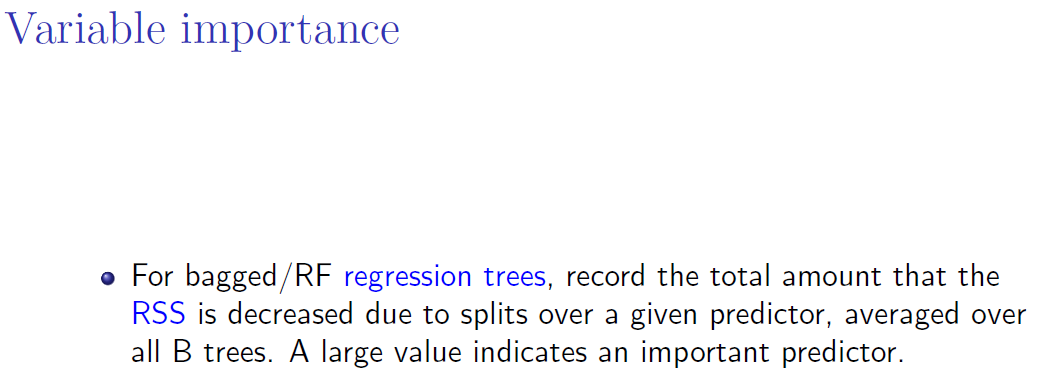 Variable importance
For bagged/RF regression trees, record the total amount that the
RSS is decreased due to splits over a given predictor, averaged over
all B trees. A large value indicates an important predictor.